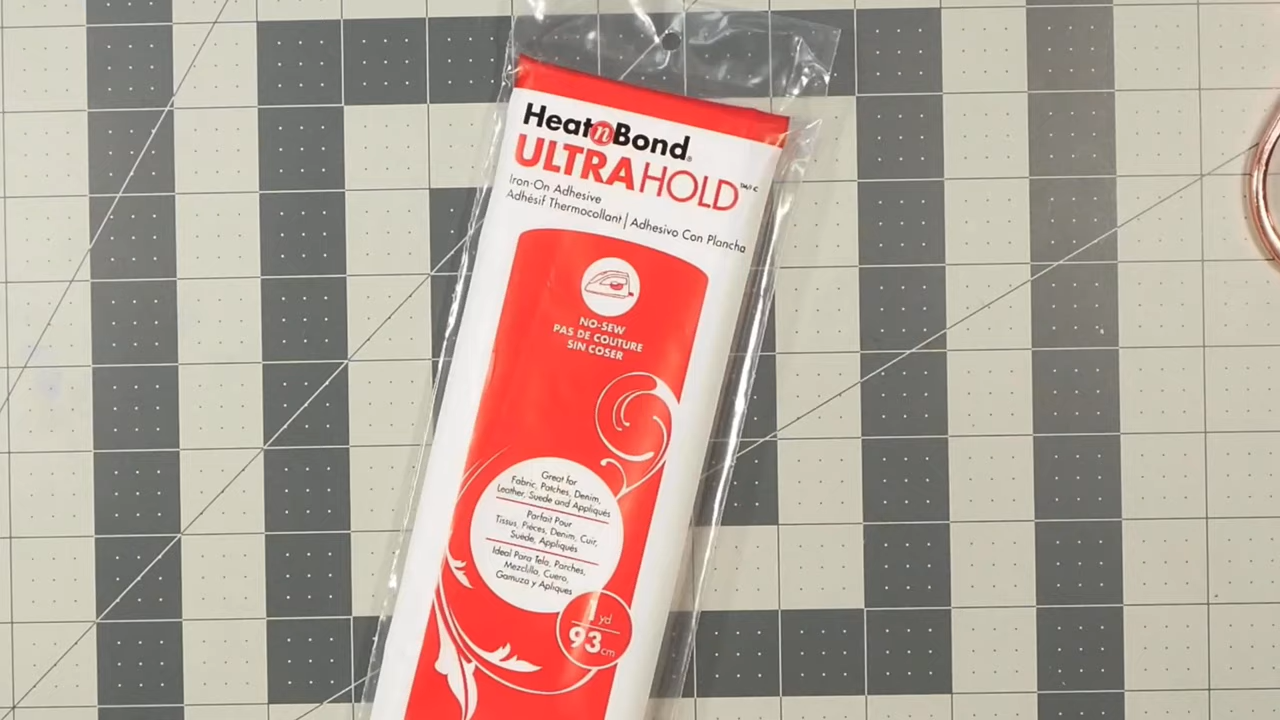 HeatnBond®
ULTRAHOLD
Iron-On Adhesive
Adhésif Thermocollant | Adhesivo Con Plancha
NO-SEW
PAS DE COUTURE
SIN COSER
Great for
Fabric, Patches, Denim,
Leather, Suede and Appliqués
Parfait Pour
Tissus, Pièces, Denim, Cuir,
Suède, Appliqués
Ideal Para Tela, Parches,
Mezclilla, Cuero,
Gamuza y Apliques
1 yd
93 cm